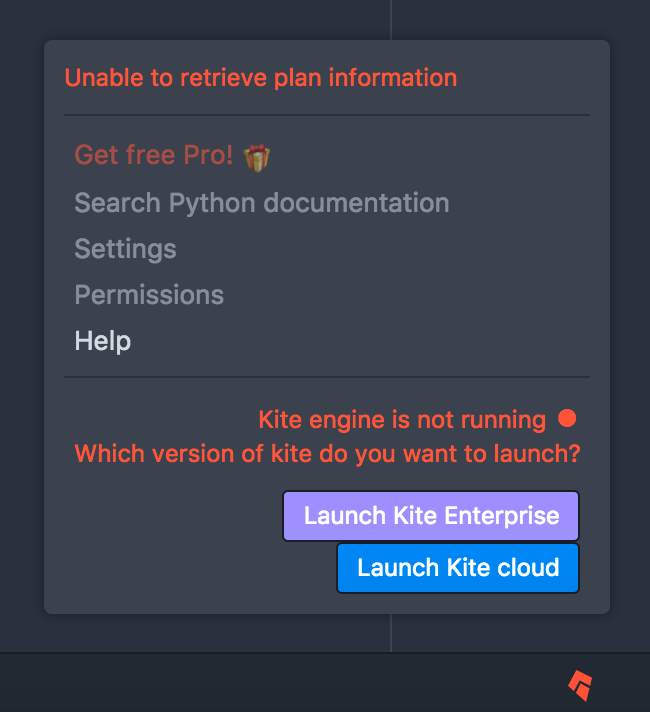 Unable to retrieve plan information
Get free Pro!
Search Python documentation
Settings
Permissions
Help
Kite engine is not running
Which version of kite do you want to launch?
Launch Kite Enterprise
Launch Kite cloud